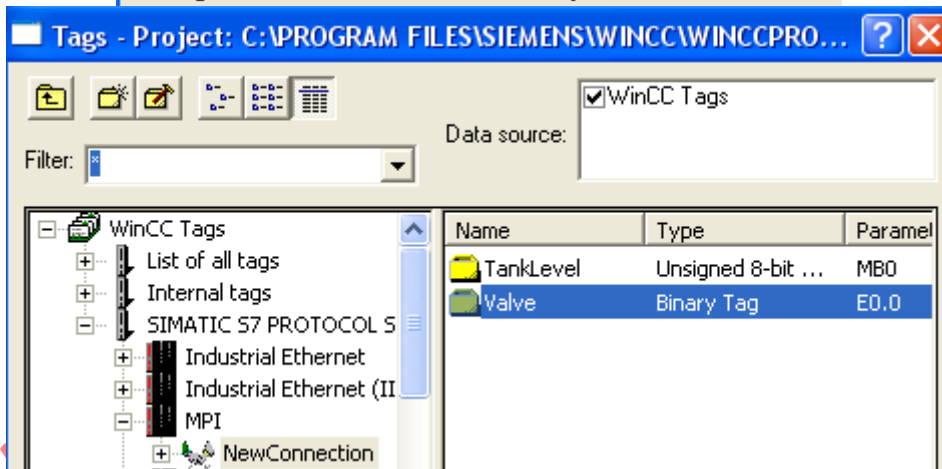 Tags - Project: C:\PROGRAM FILES\SIEMENS\WINCC\WINCCPRO...
WinCC Tags
Data source:
Filter: *
WinCC Tags
List of all tags
Internal tags
SIMATIC S7 PROTOCOL S
Industrial Ethernet
Industrial Ethernet (II
MPI
NewConnection
Name Type Paramet
TankLevel Unsigned 8-bit ... MB0
Valve Binary Tag E0.0